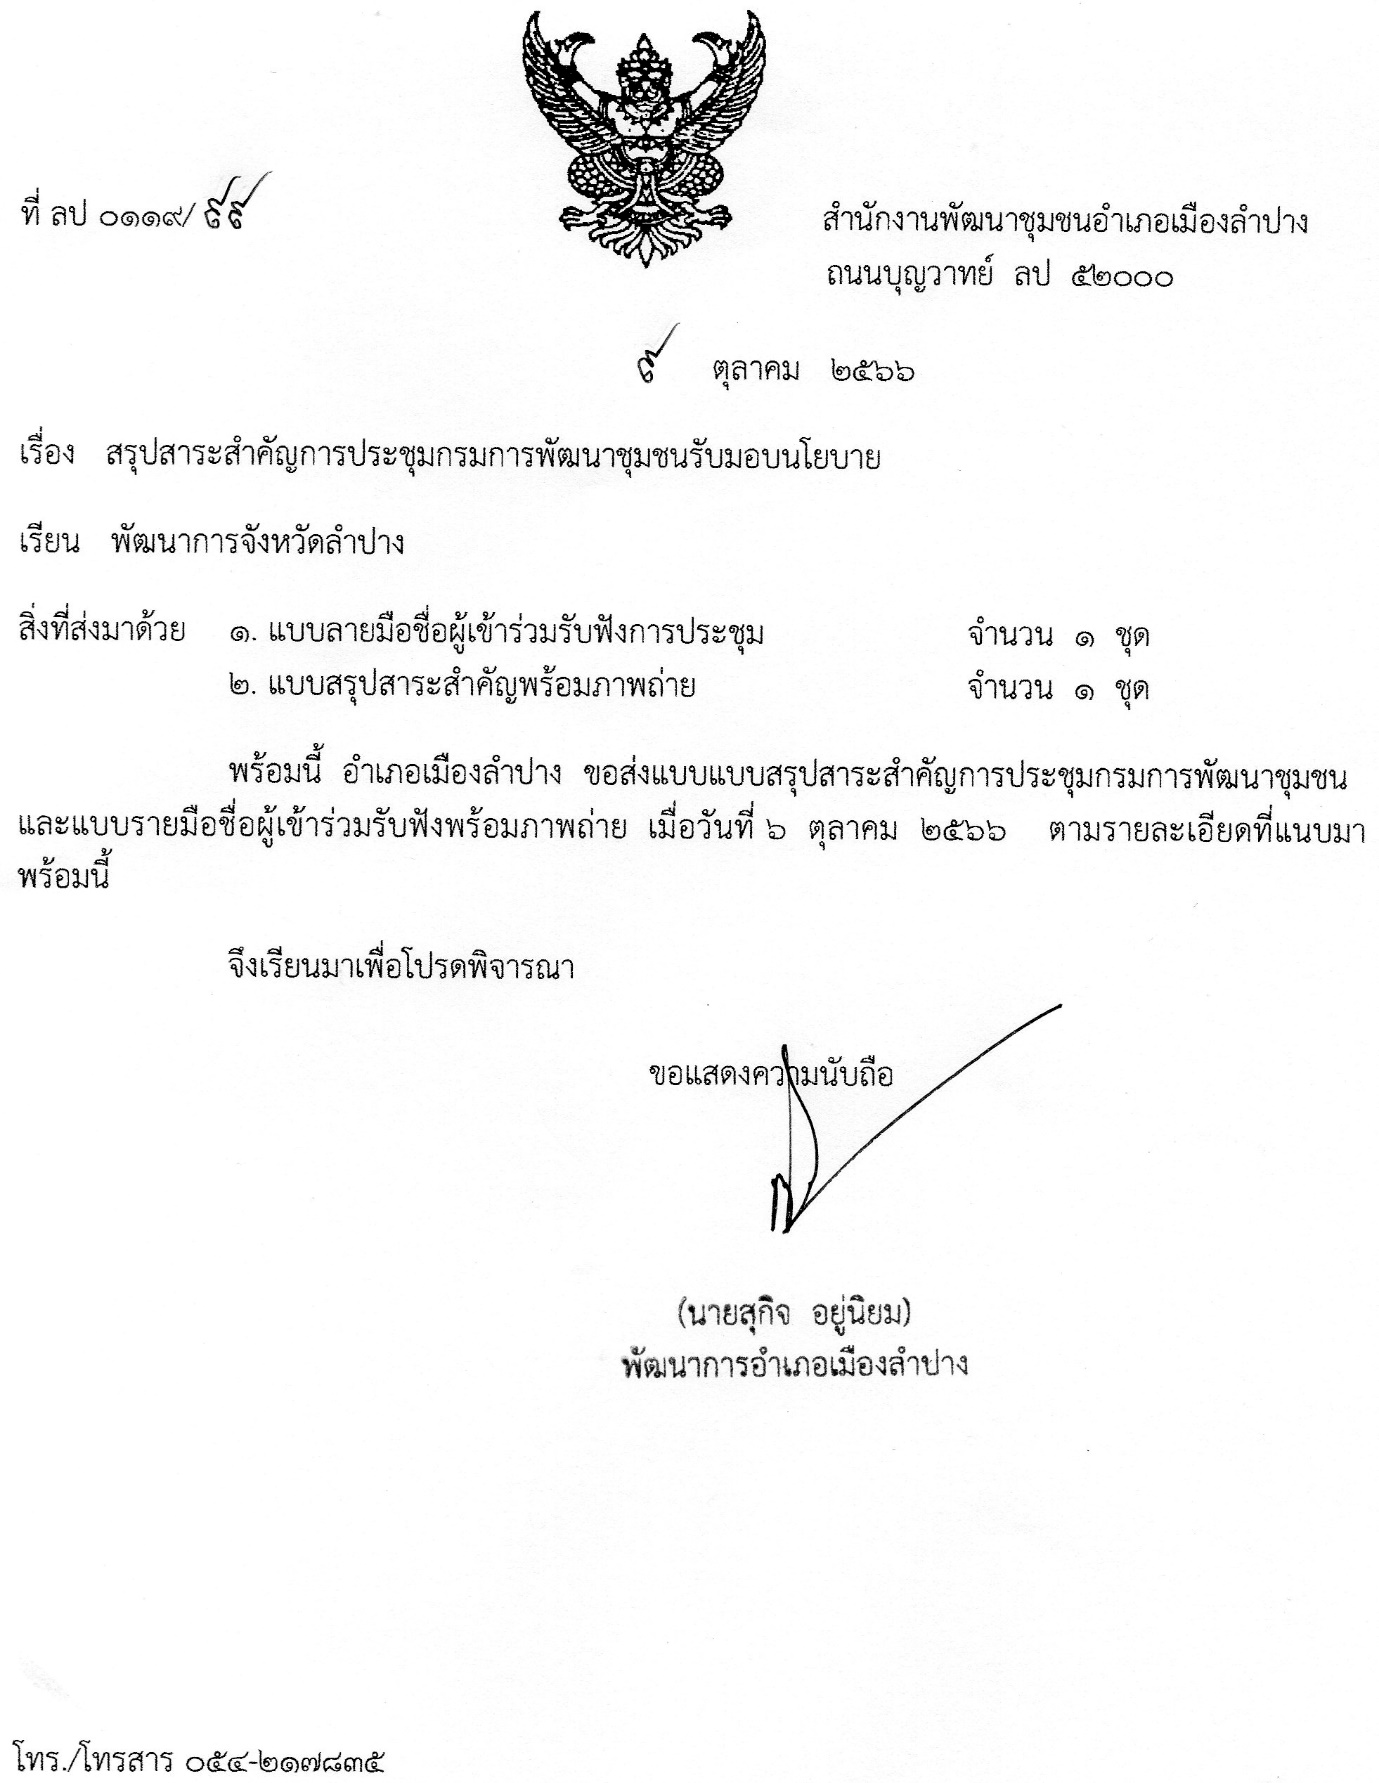 ที่ ลป ๐๑๑๙/ ๙๙
สำนักงานพัฒนาชุมชนอำเภอเมืองลำปาง
ถนนบุญวาทย์ ลป ๕๒๐๐๐
๙ ตุลาคม ๒๕๖๖
เรื่อง สรุปสาระสำคัญการประชุมกรมการพัฒนาชุมชนรับมอบนโยบาย
เรียน พัฒนาการจังหวัดลำปาง
สิ่งที่ส่งมาด้วย ๑. แบบลายมือชื่อผู้เข้าร่วมรับฟังการประชุม จำนวน ๑ ชุด
๒. แบบสรุปสาระสำคัญพร้อมภาพถ่าย จำนวน ๑ ชุด
พร้อมนี้ อำเภอเมืองลำปาง ขอส่งแบบแบบสรุปสาระสำคัญการประชุมกรมการพัฒนาชุมชน
และแบบรายมือชื่อผู้เข้าร่วมรับฟังพร้อมภาพถ่าย เมื่อวันที่ ๖ ตุลาคม ๒๕๖๖ ตามรายละเอียดที่แนบมา
พร้อมนี้
จึงเรียนมาเพื่อโปรดพิจารณา
ขอแสดงความนับถือ
(นายสุกิจ อยู่นิยม)
พัฒนาการอำเภอเมืองลำปาง
โทร./โทรสาร ๐๕๔-๒๑๗๘๓๕